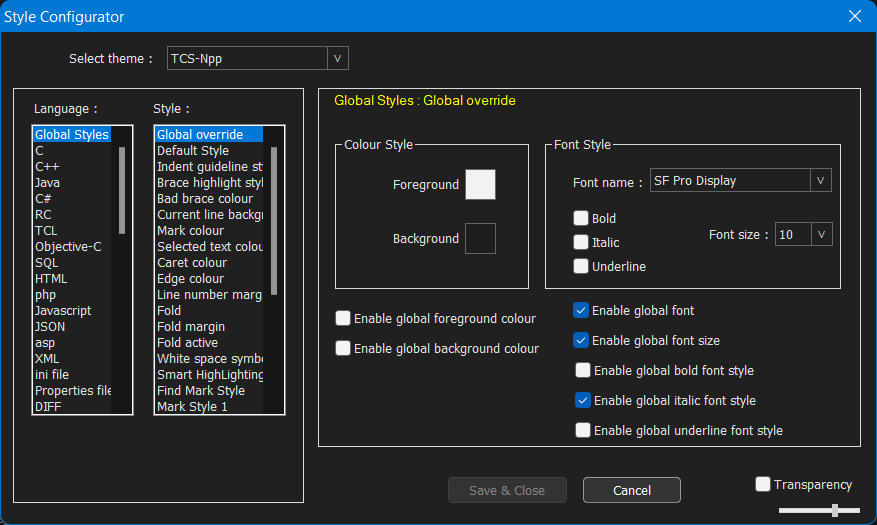 Style Configurator
Select theme : TCS-Npp
Language :
Global Styles
C
C++
Java
C#
RC
TCL
Objective-C
SQL
HTML
php
Javascript
JSON
asp
XML
ini file
Properties file
DIFF
Style :
Global override
Default Style
Indent guideline st
Brace highlight styl
Bad brace colour
Current line backgr
Mark colour
Selected text colou
Caret colour
Edge colour
Line number marg
Fold
Fold margin
Fold active
White space symb
Smart HighLighting
Find Mark Style
Mark Style 1
Global Styles : Global override
Colour Style
Foreground
Background
Font Style
Font name : SF Pro Display
Bold
Italic
Underline
Font size : 10
Enable global foreground colour
Enable global background colour
Enable global font
Enable global font size
Enable global bold font style
Enable global italic font style
Enable global underline font style
Save & Close
Cancel
Transparency